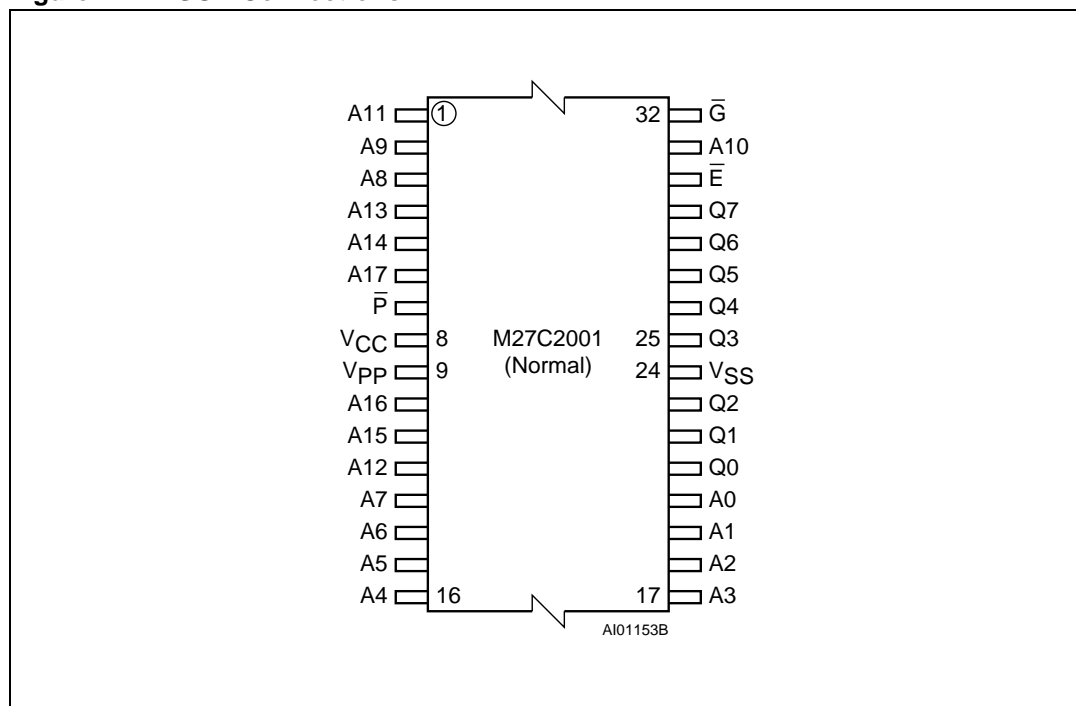 A11 1 32 G̅
A9 A10
A8 E̅
A13 Q7
A14 Q6
A17 Q5
P̅ Q4
VCC 8 M27C2001 25 Q3
VPP 9 (Normal) 24 VSS
A16 Q2
A15 Q1
A12 Q0
A7 A0
A6 A1
A5 A2
A4 16 17 A3
AI01153B